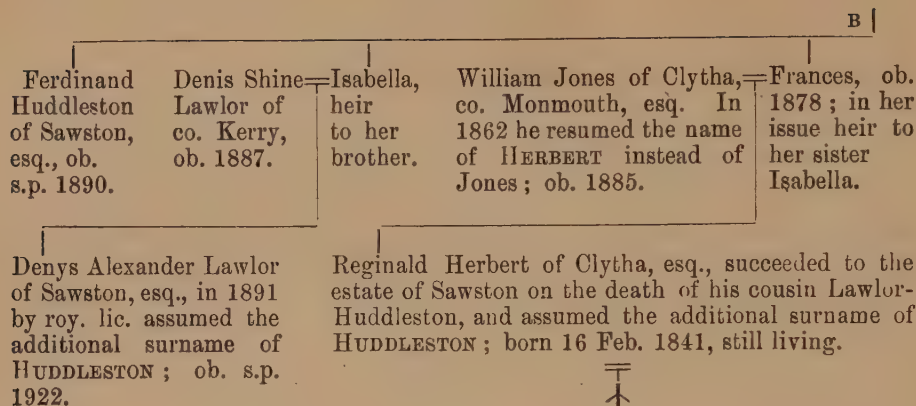 B
Ferdinand
Huddleston
of Sawston,
esq., ob.
s.p. 1890.
Denis Shine=
Lawlor of
co. Kerry,
ob. 1887.
Isabella,
heir
to her
brother.
William Jones of Clytha,=
co. Monmouth, esq. In
1862 he resumed the name
of HERBERT instead of
Jones; ob. 1885.
Frances, ob.
1878; in her
issue heir to
her sister
Isabella.
Denys Alexander Lawlor
of Sawston, esq., in 1891
by roy. lic. assumed the
additional surname of
HUDDLESTON; ob. s.p.
1922.
Reginald Herbert of Clytha, esq., succeeded to the
estate of Sawston on the death of his cousin Lawlor-
Huddleston, and assumed the additional surname of
HUDDLESTON; born 16 Feb. 1841, still living.